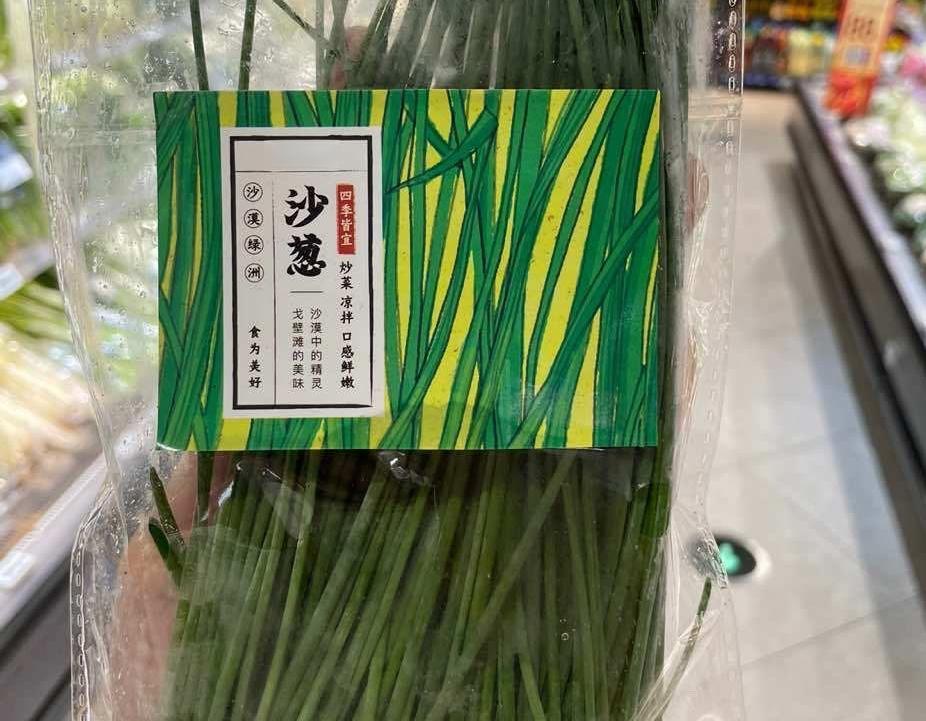 四季皆宜
炒菜 凉拌 口感鲜嫩
沙葱
沙漠中的精灵
戈壁滩的美味
沙漠绿洲
食为美好